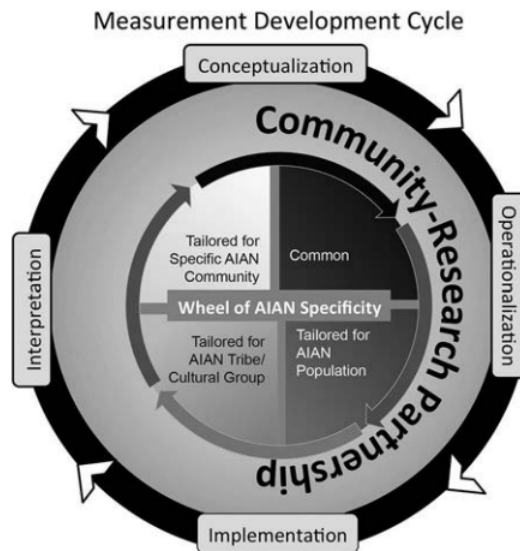 Measurement Development Cycle
Conceptualization
Community-Research Partnership
Operationalization
Tailored for
Specific AIAN
Community
Common
Wheel of AIAN Specificity
Interpretation
Tailored for
AIAN Tribe/
Cultural Group
Tailored for
AIAN
Population
Implementation